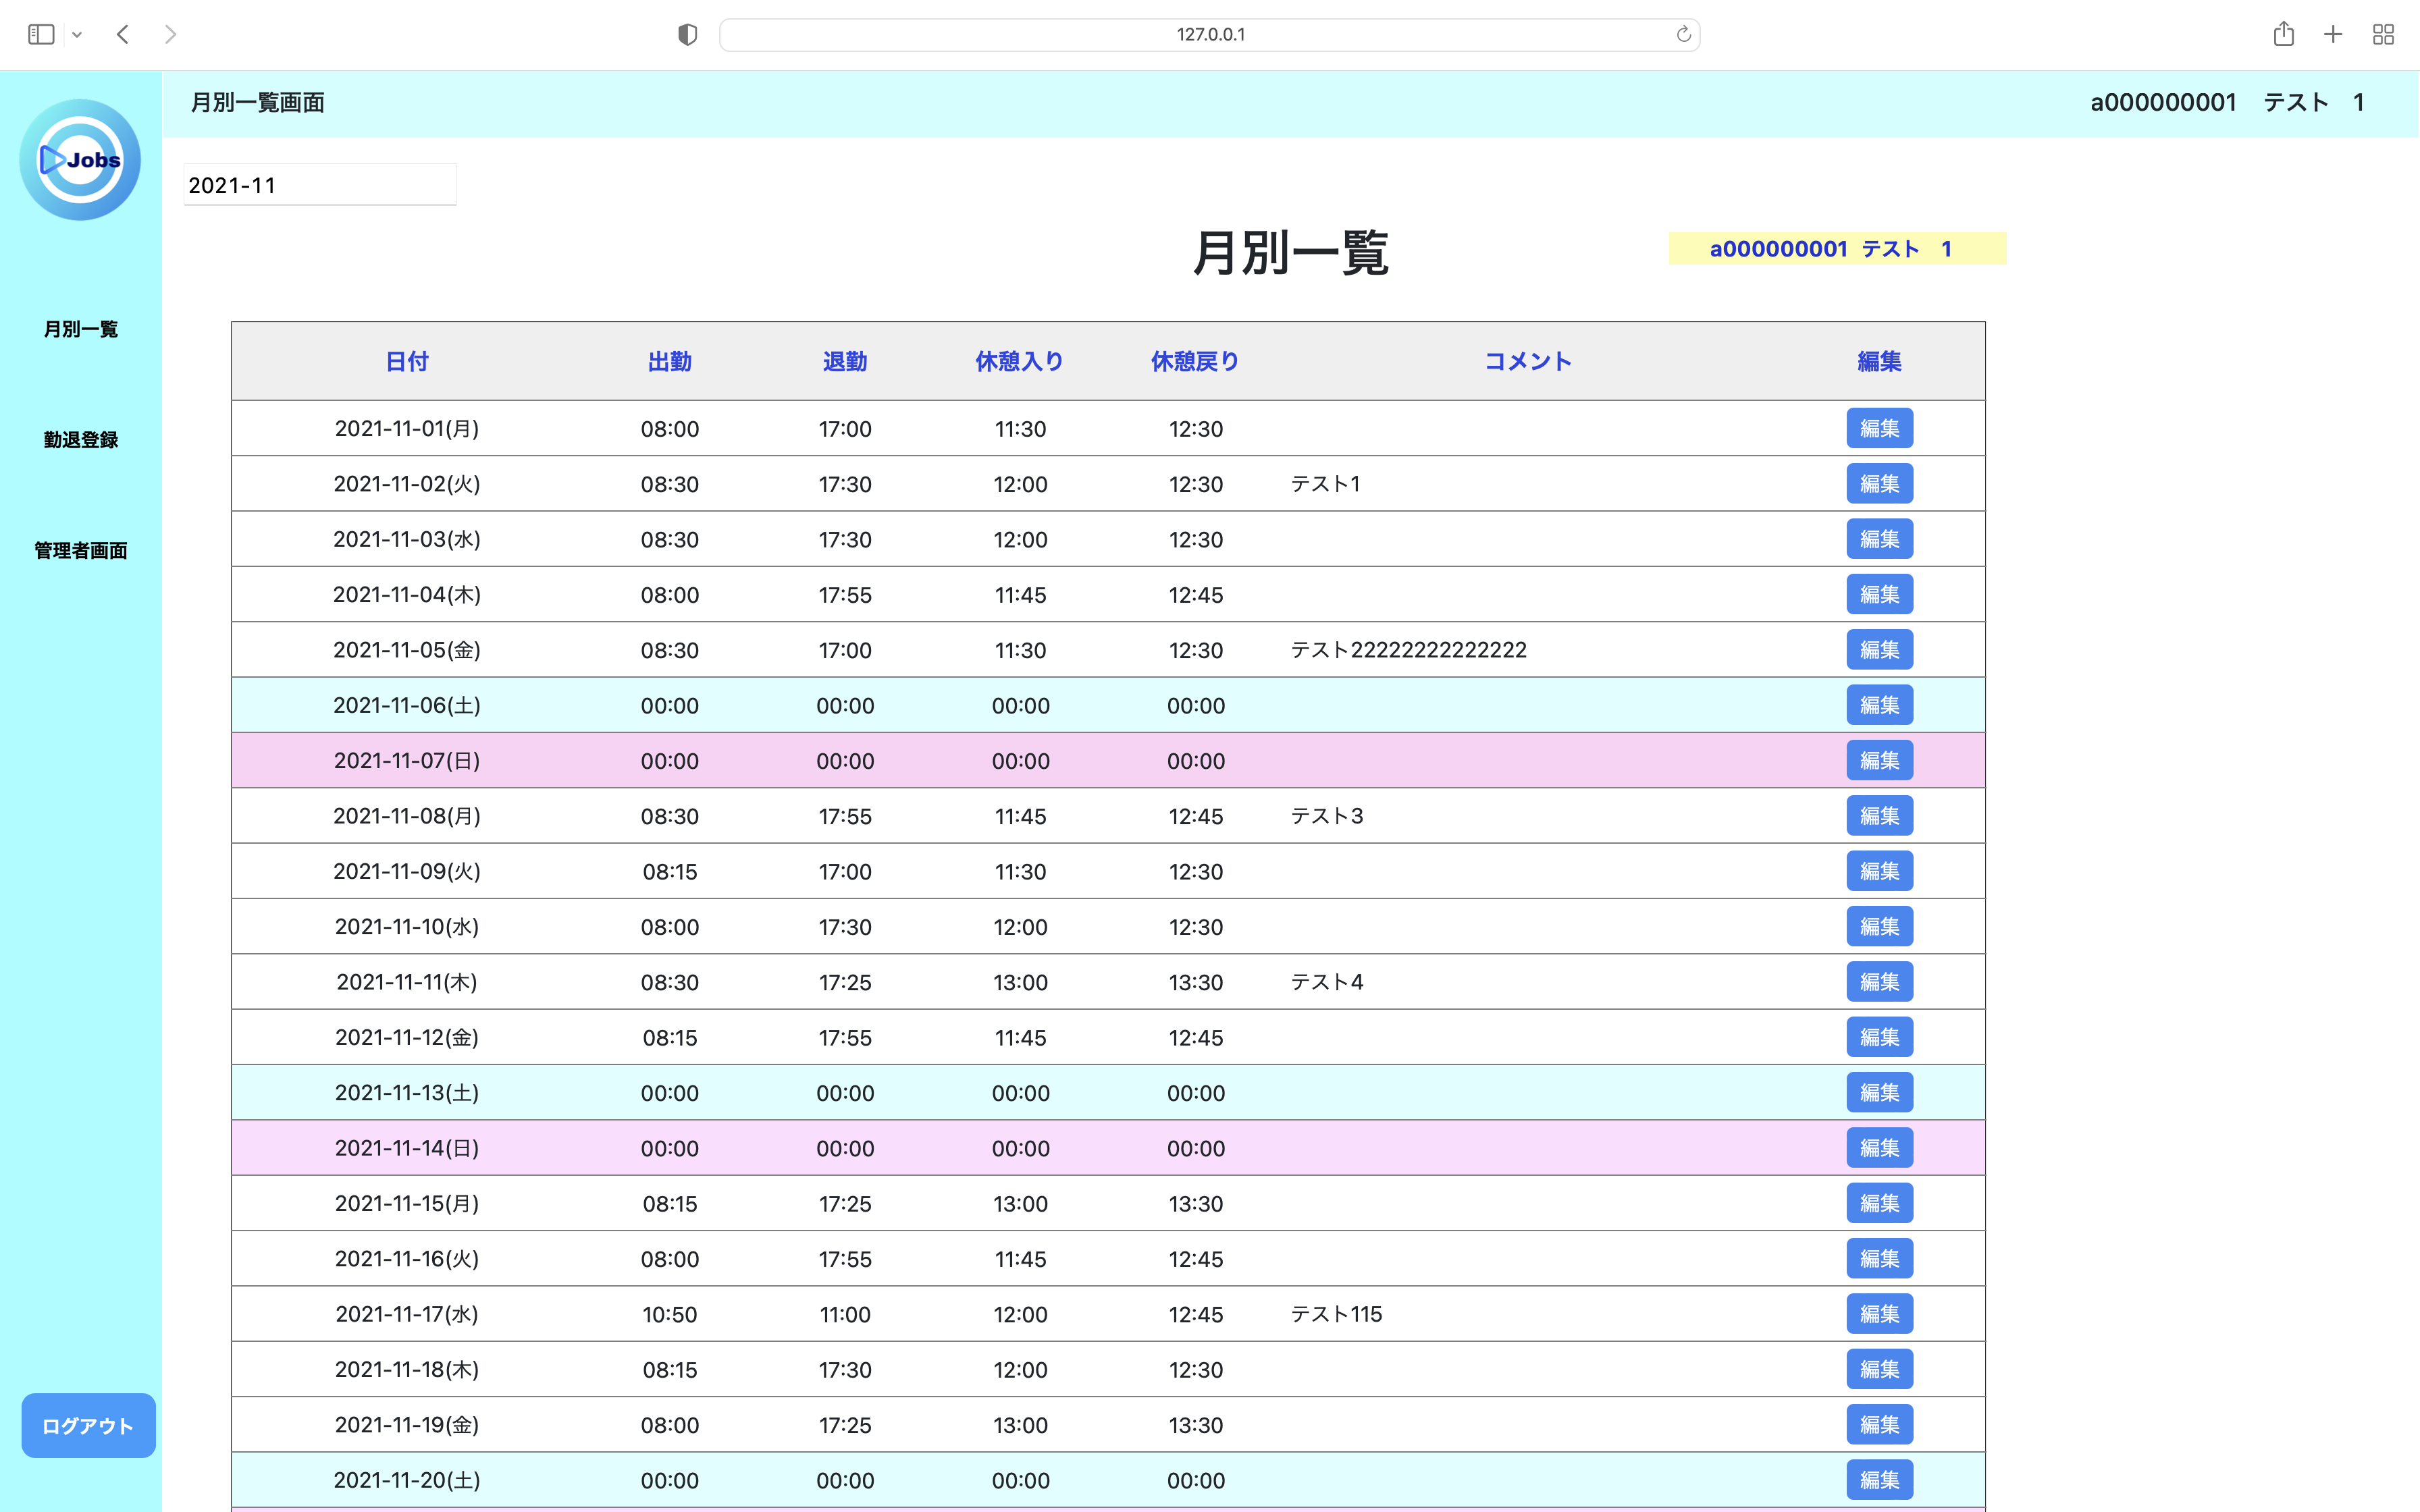 127.0.0.1
Jobs
月別一覧画面 a000000001 テスト 1
2021-11
月別一覧 a000000001 テスト 1
月別一覧
勤退登録
管理者画面
ログアウト
日付 出勤 退勤 休憩入り 休憩戻り コメント 編集
2021-11-01(月) 08:00 17:00 11:30 12:30 編集
2021-11-02(火) 08:30 17:30 12:00 12:30 テスト1 編集
2021-11-03(水) 08:30 17:30 12:00 12:30 編集
2021-11-04(木) 08:00 17:55 11:45 12:45 編集
2021-11-05(金) 08:30 17:00 11:30 12:30 テスト22222222222222 編集
2021-11-06(土) 00:00 00:00 00:00 00:00 編集
2021-11-07(日) 00:00 00:00 00:00 00:00 編集
2021-11-08(月) 08:30 17:55 11:45 12:45 テスト3 編集
2021-11-09(火) 08:15 17:00 11:30 12:30 編集
2021-11-10(水) 08:00 17:30 12:00 12:30 編集
2021-11-11(木) 08:30 17:25 13:00 13:30 テスト4 編集
2021-11-12(金) 08:15 17:55 11:45 12:45 編集
2021-11-13(土) 00:00 00:00 00:00 00:00 編集
2021-11-14(日) 00:00 00:00 00:00 00:00 編集
2021-11-15(月) 08:15 17:25 13:00 13:30 編集
2021-11-16(火) 08:00 17:55 11:45 12:45 編集
2021-11-17(水) 10:50 11:00 12:00 12:45 テスト115 編集
2021-11-18(木) 08:15 17:30 12:00 12:30 編集
2021-11-19(金) 08:00 17:25 13:00 13:30 編集
2021-11-20(土) 00:00 00:00 00:00 00:00 編集